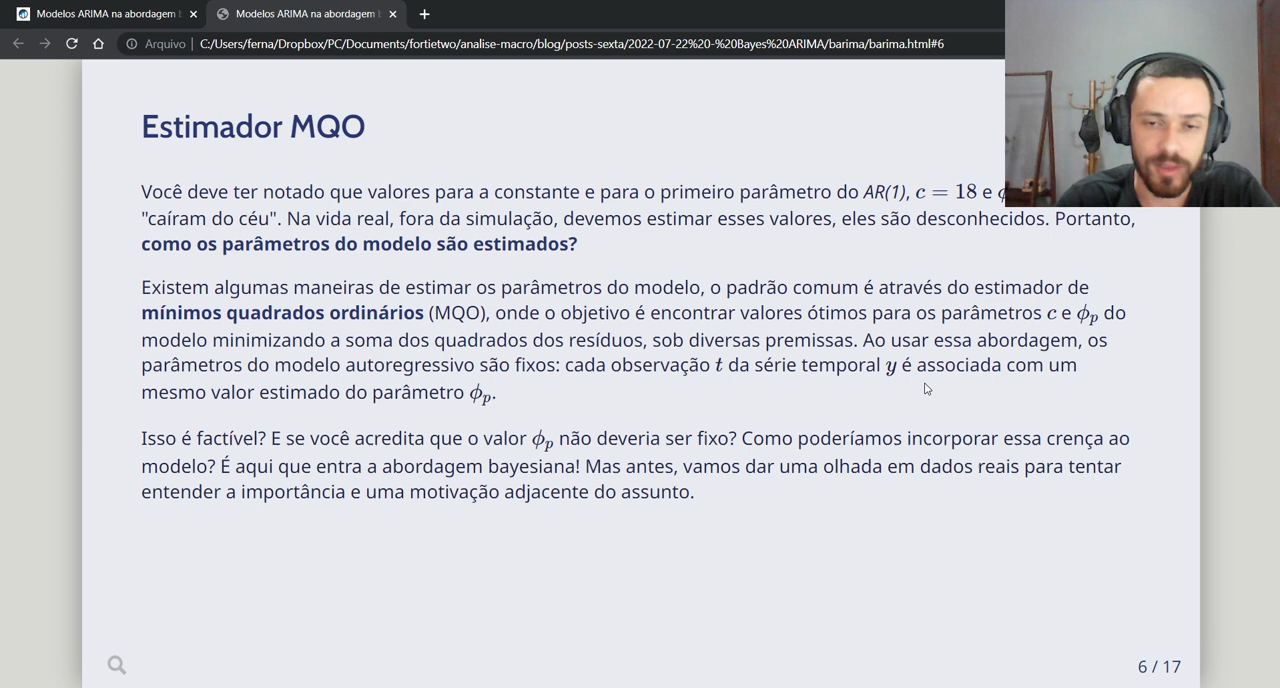 Modelos ARIMA na abordagem
Modelos ARIMA na abordagem
Arquivo | C:/Users/ferna/Dropbox/PC/Documents/fortietwo/analise-macro/blog/posts-sexta/2022-07-22%20-%20Bayes%20ARIMA/barima/barima.html#6
Estimador MQO
Você deve ter notado que valores para a constante e para o primeiro parâmetro do AR(1), c = 18 e
"caíram do céu". Na vida real, fora da simulação, devemos estimar esses valores, eles são desconhecidos. Portanto,
como os parâmetros do modelo são estimados?
Existem algumas maneiras de estimar os parâmetros do modelo, o padrão comum é através do estimador de
mínimos quadrados ordinários (MQO), onde o objetivo é encontrar valores ótimos para os parâmetros c e ϕp do
modelo minimizando a soma dos quadrados dos resíduos, sob diversas premissas. Ao usar essa abordagem, os
parâmetros do modelo autoregressivo são fixos: cada observação t da série temporal y é associada com um
mesmo valor estimado do parâmetro ϕp.
Isso é factível? E se você acredita que o valor ϕp não deveria ser fixo? Como poderíamos incorporar essa crença ao
modelo? É aqui que entra a abordagem bayesiana! Mas antes, vamos dar uma olhada em dados reais para tentar
entender a importância e uma motivação adjacente do assunto.
6 / 17